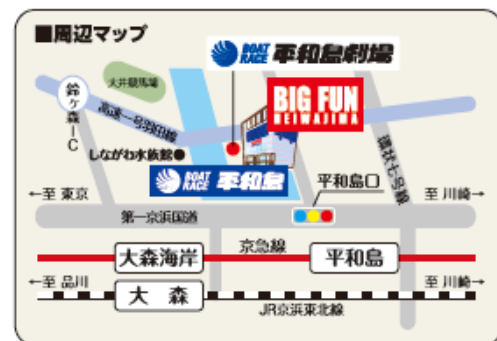 ■周辺マップ
BOAT RACE 平和島劇場
大井競馬場
鈴ヶ森IC
高速一号羽田線
BIG FUN
HEIWAJIMA
しながわ水族館●
BOAT RACE 平和島
平和島口
環状七号線
←至 東京
至 川崎→
第一京浜国道
京急線
大森海岸
平和島
←至 品川
至 川崎→
大森
JR京浜東北線